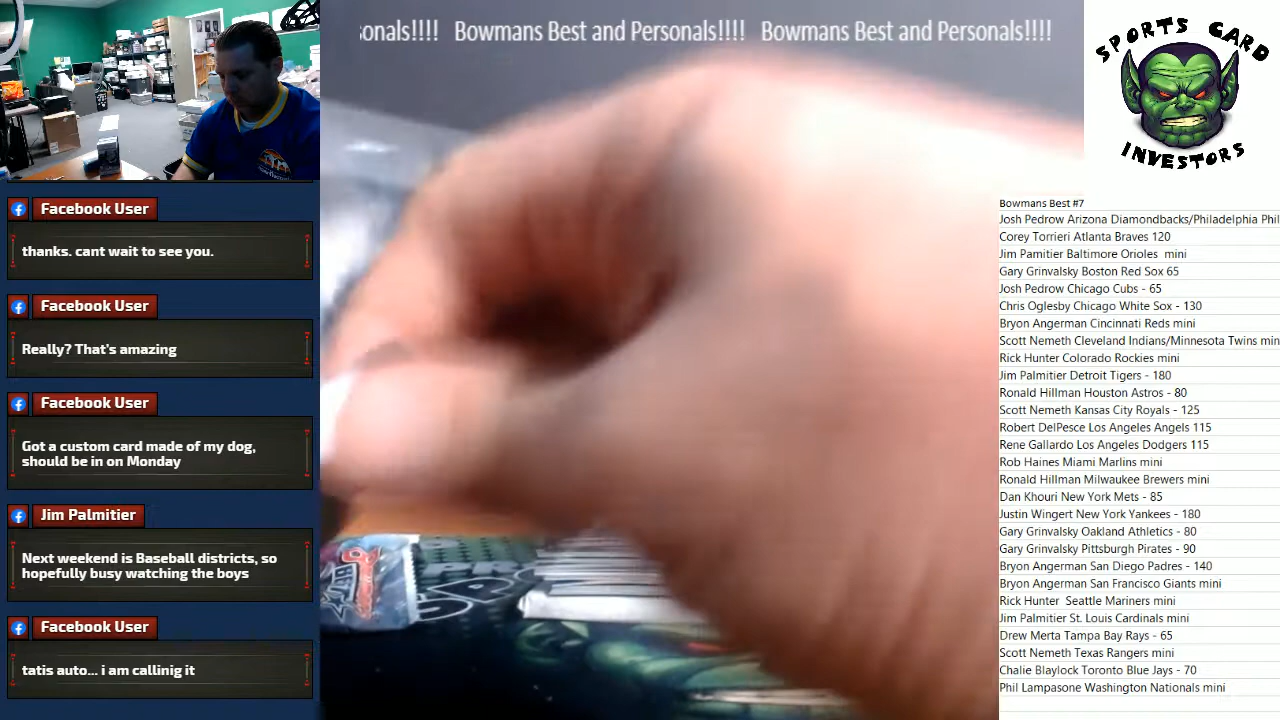 onals!!!! Bowmans Best and Personals!!!! Bowmans Best and Personals!!!!
SPORTS CARD
INVESTORS
Facebook User
thanks. cant wait to see you.
Facebook User
Really? That's amazing
Facebook User
Got a custom card made of my dog,
should be in on Monday
Jim Palmitier
Next weekend is Baseball districts, so
hopefully busy watching the boys
Facebook User
tatis auto... i am callinig it
Bowmans Best #7
Josh Pedrow Arizona Diamondbacks/Philadelphia Phil
Corey Torrieri Atlanta Braves 120
Jim Pamitier Baltimore Orioles mini
Gary Grinvalsky Boston Red Sox 65
Josh Pedrow Chicago Cubs - 65
Chris Oglesby Chicago White Sox - 130
Bryon Angerman Cincinnati Reds mini
Scott Nemeth Cleveland Indians/Minnesota Twins min
Rick Hunter Colorado Rockies mini
Jim Palmitier Detroit Tigers - 180
Ronald Hillman Houston Astros - 80
Scott Nemeth Kansas City Royals - 125
Robert DelPesce Los Angeles Angels 115
Rene Gallardo Los Angeles Dodgers 115
Rob Haines Miami Marlins mini
Ronald Hillman Milwaukee Brewers mini
Dan Khouri New York Mets - 85
Justin Wingert New York Yankees - 180
Gary Grinvalsky Oakland Athletics - 80
Gary Grinvalsky Pittsburgh Pirates - 90
Bryon Angerman San Diego Padres - 140
Bryon Angerman San Francisco Giants mini
Rick Hunter Seattle Mariners mini
Jim Palmitier St. Louis Cardinals mini
Drew Merta Tampa Bay Rays - 65
Scott Nemeth Texas Rangers mini
Chalie Blaylock Toronto Blue Jays - 70
Phil Lampasone Washington Nationals mini